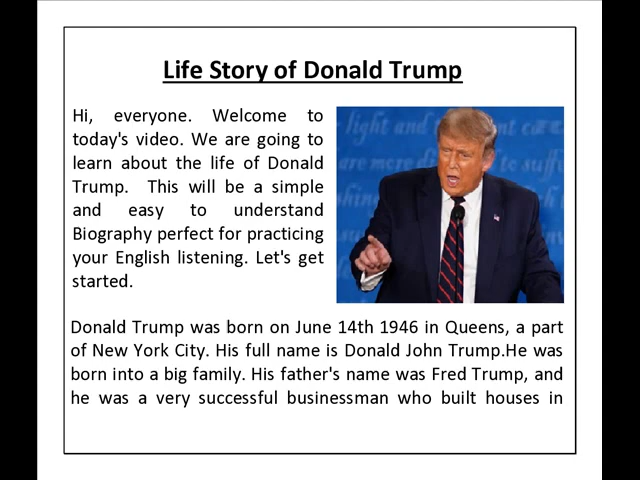 Life Story of Donald Trump
Hi, everyone. Welcome to
today's video. We are going to
learn about the life of Donald
Trump. This will be a simple
and easy to understand
Biography perfect for practicing
your English listening. Let's get
started.
Donald Trump was born on June 14th 1946 in Queens, a part
of New York City. His full name is Donald John Trump.He was
born into a big family. His father's name was Fred Trump, and
he was a very successful businessman who built houses in